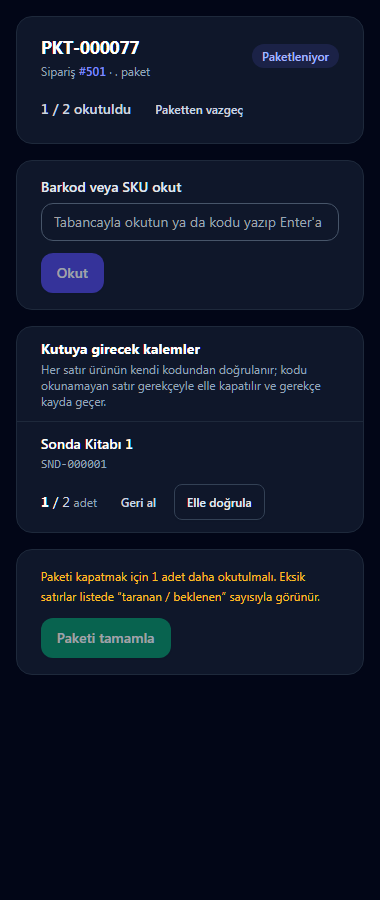 PKT-000077
Sipariş #501 · . paket
Paketleniyor
1 / 2 okutuldu
Paketten vazgeç
Barkod veya SKU okut
Tabancayla okutun ya da kodu yazıp Enter'a
Okut
Kutuya girecek kalemler
Her satır ürünün kendi kodundan doğrulanır; kodu
okunamayan satır gerekçeyle elle kapatılır ve gerekçe
kayda geçer.
Sonda Kitabı 1
SND-000001
1 / 2 adet
Geri al
Elle doğrula
Paketi kapatmak için 1 adet daha okutulmalı. Eksik
satırlar listede “taranan / beklenen” sayısıyla görünür.
Paketi tamamla